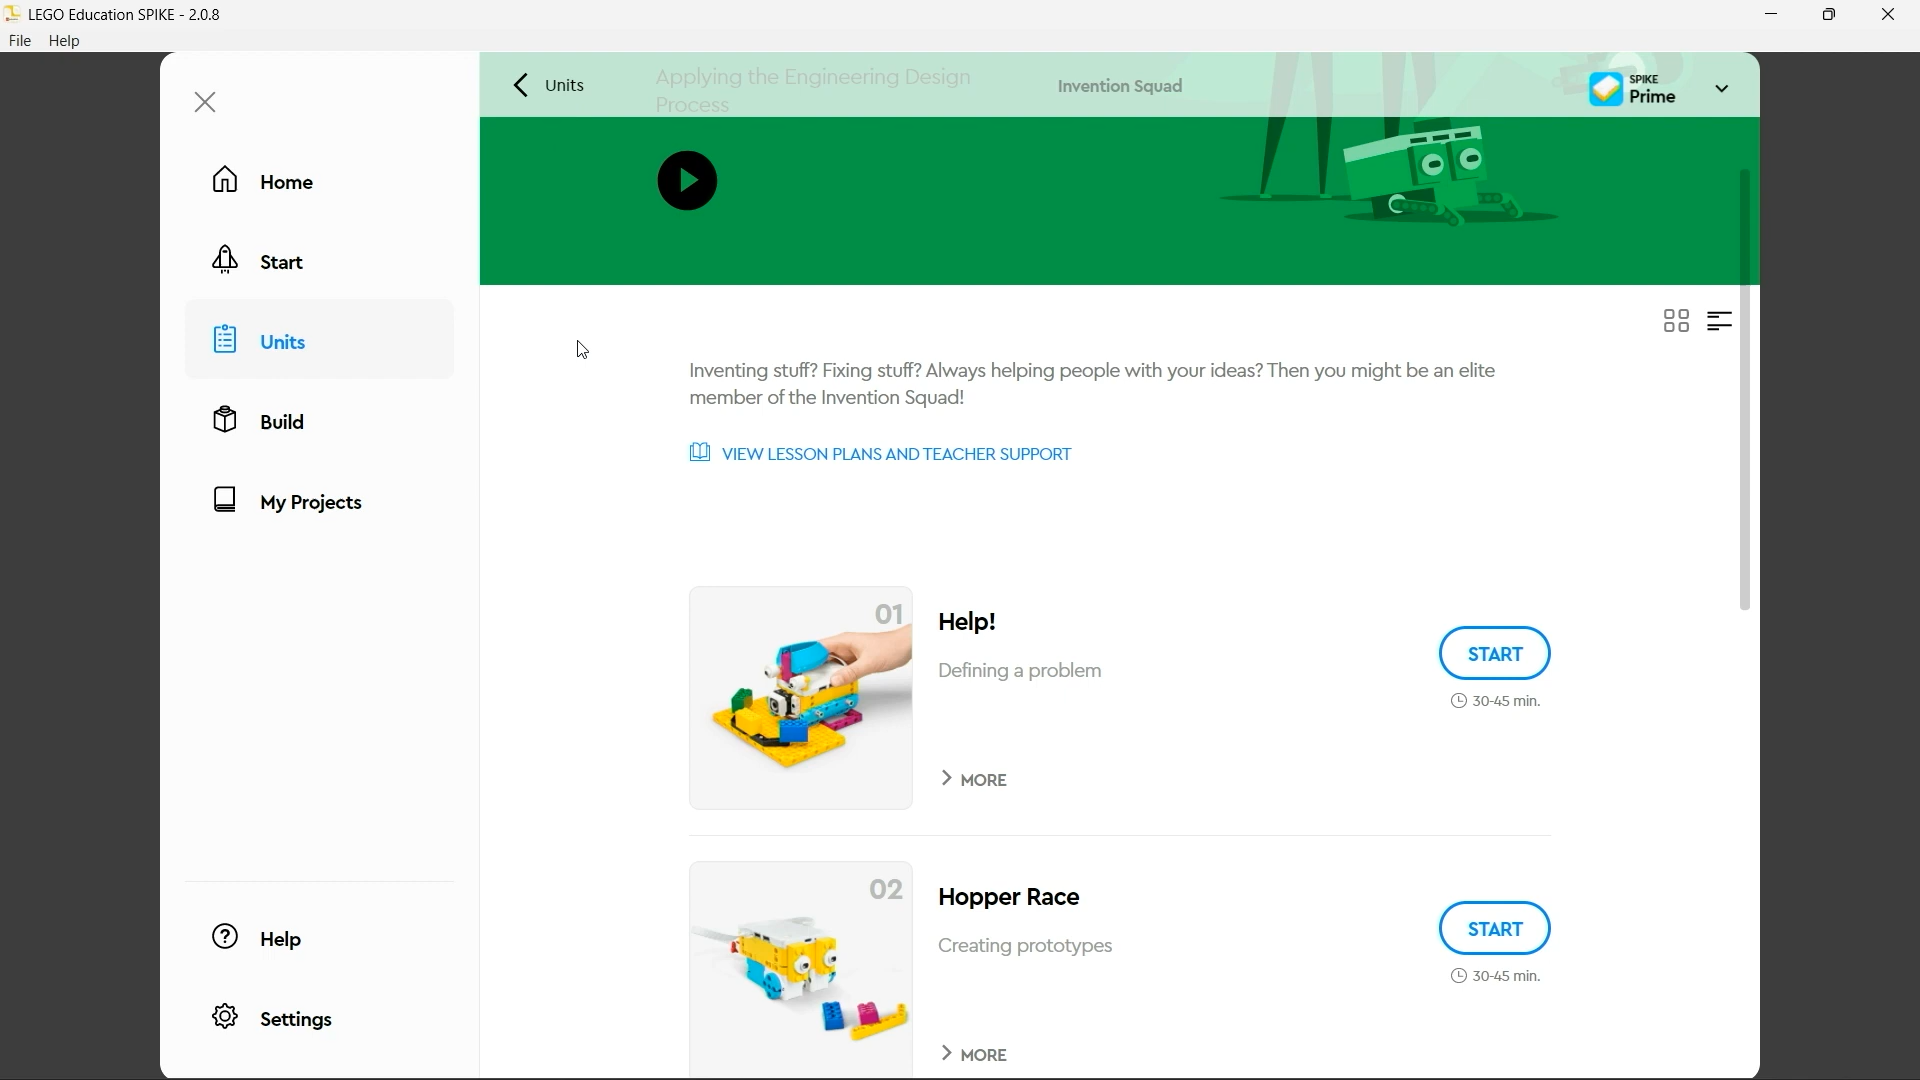 LEGO Education SPIKE - 2.0.8
File Help
Units
Applying the Engineering Design
Process
Invention Squad
SPIKE
Prime
Home
Start
Units
Build
My Projects
Help
Settings
Inventing stuff? Fixing stuff? Always helping people with your ideas? Then you might be an elite
member of the Invention Squad!
VIEW LESSON PLANS AND TEACHER SUPPORT
01
Help!
Defining a problem
START
30-45 min.
MORE
02
Hopper Race
Creating prototypes
START
30-45 min.
MORE